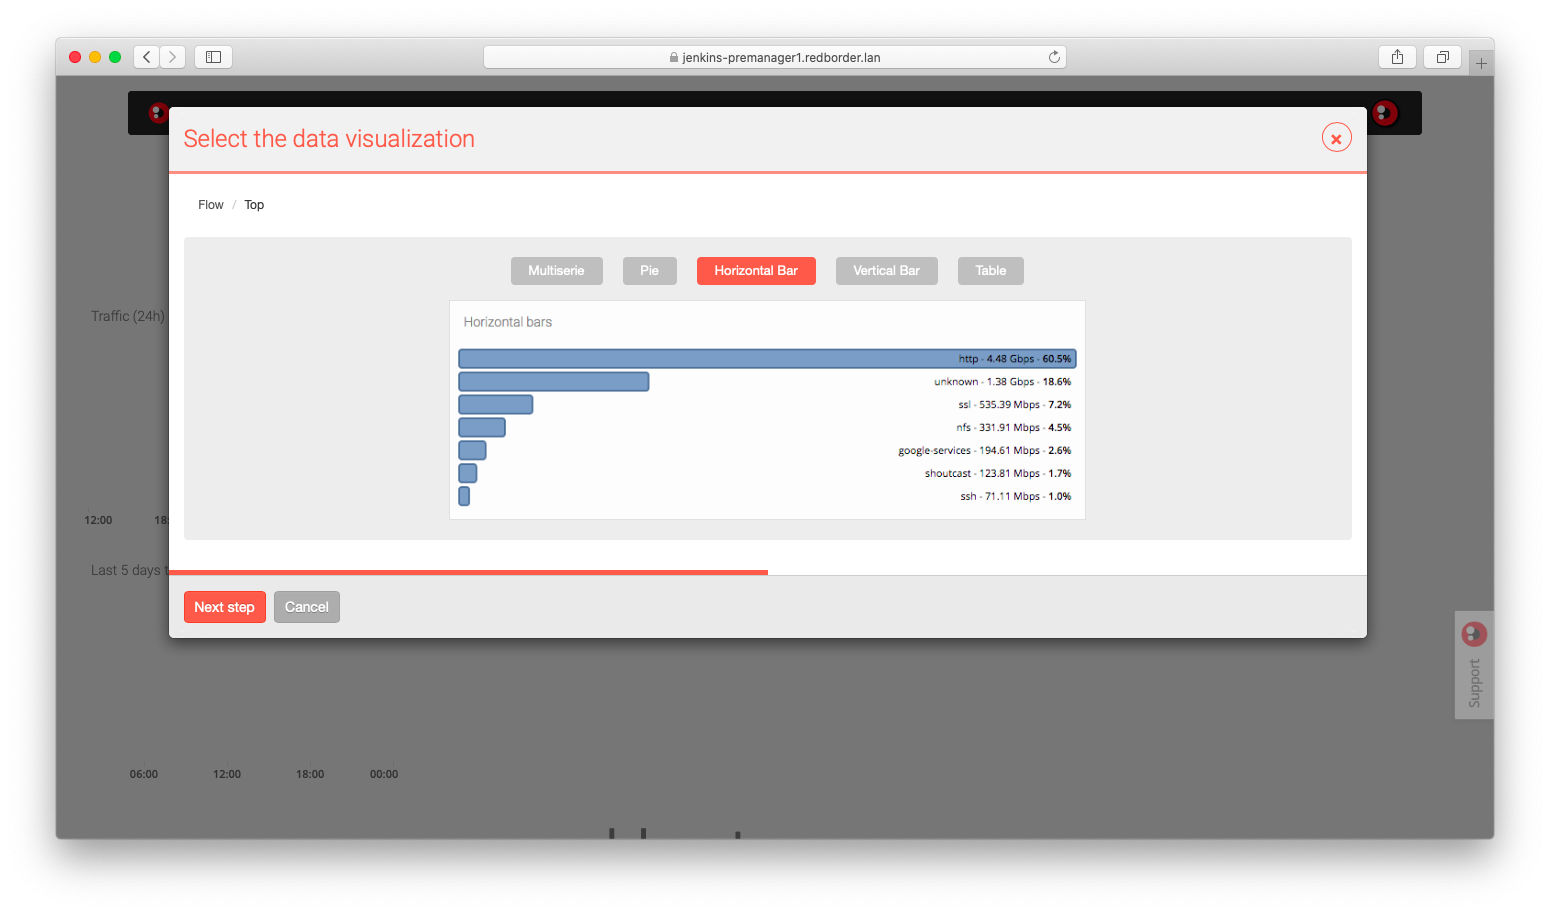 jenkins-premanager1.redborder.lan
Select the data visualization
Flow / Top
Multiserie Pie Horizontal Bar Vertical Bar Table
Horizontal bars
http - 4.48 Gbps - 60.5%
unknown - 1.38 Gbps - 18.6%
ssl - 535.39 Mbps - 7.2%
nfs - 331.91 Mbps - 4.5%
google-services - 194.61 Mbps - 2.6%
shoutcast - 123.81 Mbps - 1.7%
ssh - 71.11 Mbps - 1.0%
Next step Cancel
Traffic (24h)
12:00 18:
Last 5 days t
06:00 12:00 18:00 00:00
Support